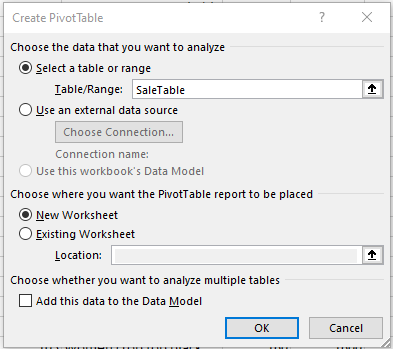 Create PivotTable ? ×
Choose the data that you want to analyze
Select a table or range
Table/Range: SaleTable
Use an external data source
Choose Connection...
Connection name:
Use this workbook's Data Model
Choose where you want the PivotTable report to be placed
New Worksheet
Existing Worksheet
Location:
Choose whether you want to analyze multiple tables
Add this data to the Data Model
OK Cancel